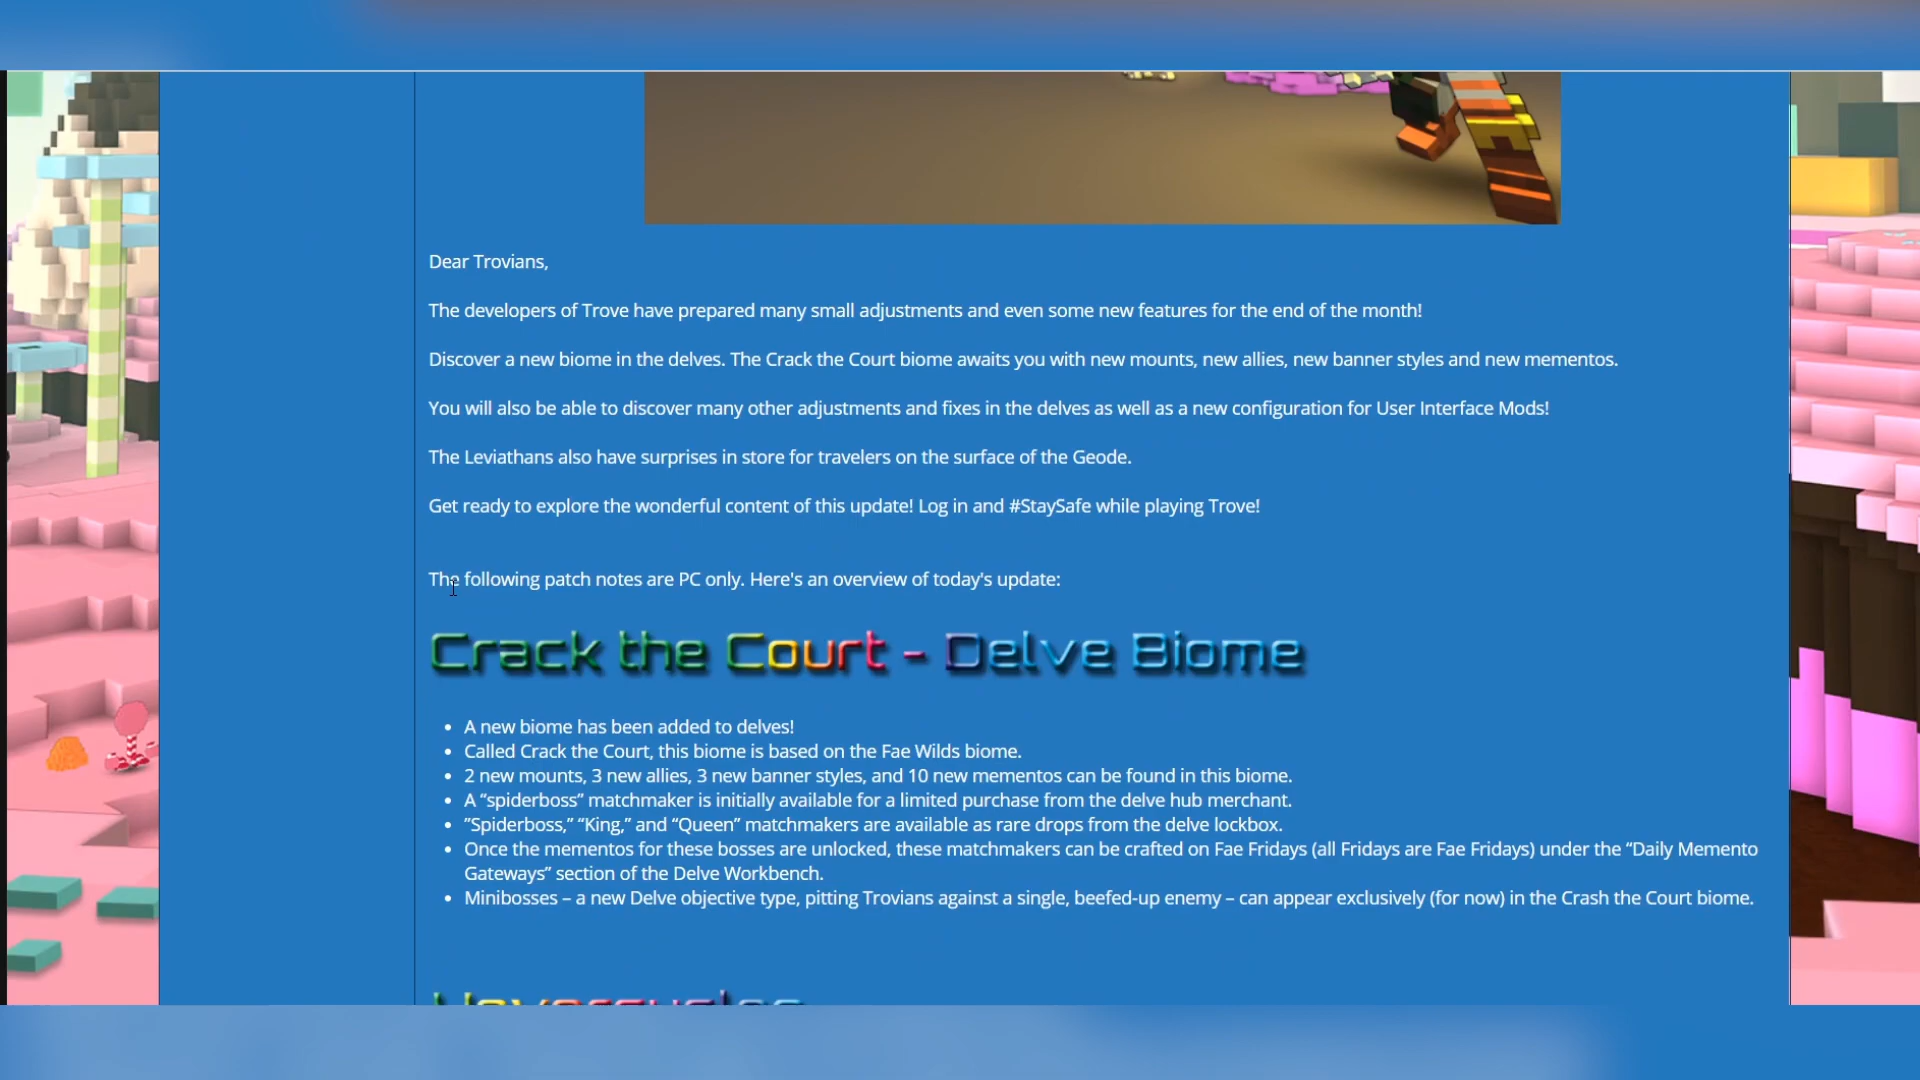 Dear Trovians,
The developers of Trove have prepared many small adjustments and even some new features for the end of the month!
Discover a new biome in the delves. The Crack the Court biome awaits you with new mounts, new allies, new banner styles and new mementos.
You will also be able to discover many other adjustments and fixes in the delves as well as a new configuration for User Interface Mods!
The Leviathans also have surprises in store for travelers on the surface of the Geode.
Get ready to explore the wonderful content of this update! Log in and #StaySafe while playing Trove!
The following patch notes are PC only. Here's an overview of today's update:
Crack the Court - Delve Biome
• A new biome has been added to delves!
• Called Crack the Court, this biome is based on the Fae Wilds biome.
• 2 new mounts, 3 new allies, 3 new banner styles, and 10 new mementos can be found in this biome.
• A “spiderboss” matchmaker is initially available for a limited purchase from the delve hub merchant.
• ”Spiderboss,” “King,” and “Queen” matchmakers are available as rare drops from the delve lockbox.
• Once the mementos for these bosses are unlocked, these matchmakers can be crafted on Fae Fridays (all Fridays are Fae Fridays) under the “Daily Memento
Gateways” section of the Delve Workbench.
• Minibosses – a new Delve objective type, pitting Trovians against a single, beefed-up enemy – can appear exclusively (for now) in the Crash the Court biome.